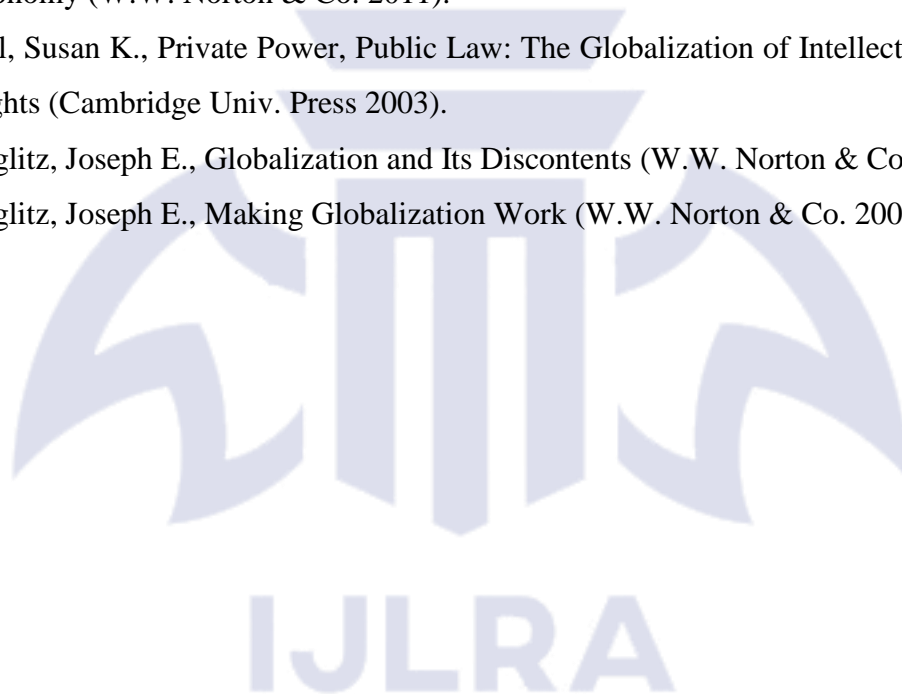 onomy (W.W. Norton & Co. 2011).
l, Susan K., Private Power, Public Law: The Globalization of Intellect
ghts (Cambridge Univ. Press 2003).
glitz, Joseph E., Globalization and Its Discontents (W.W. Norton & Co
glitz, Joseph E., Making Globalization Work (W.W. Norton & Co. 200
IJLRA